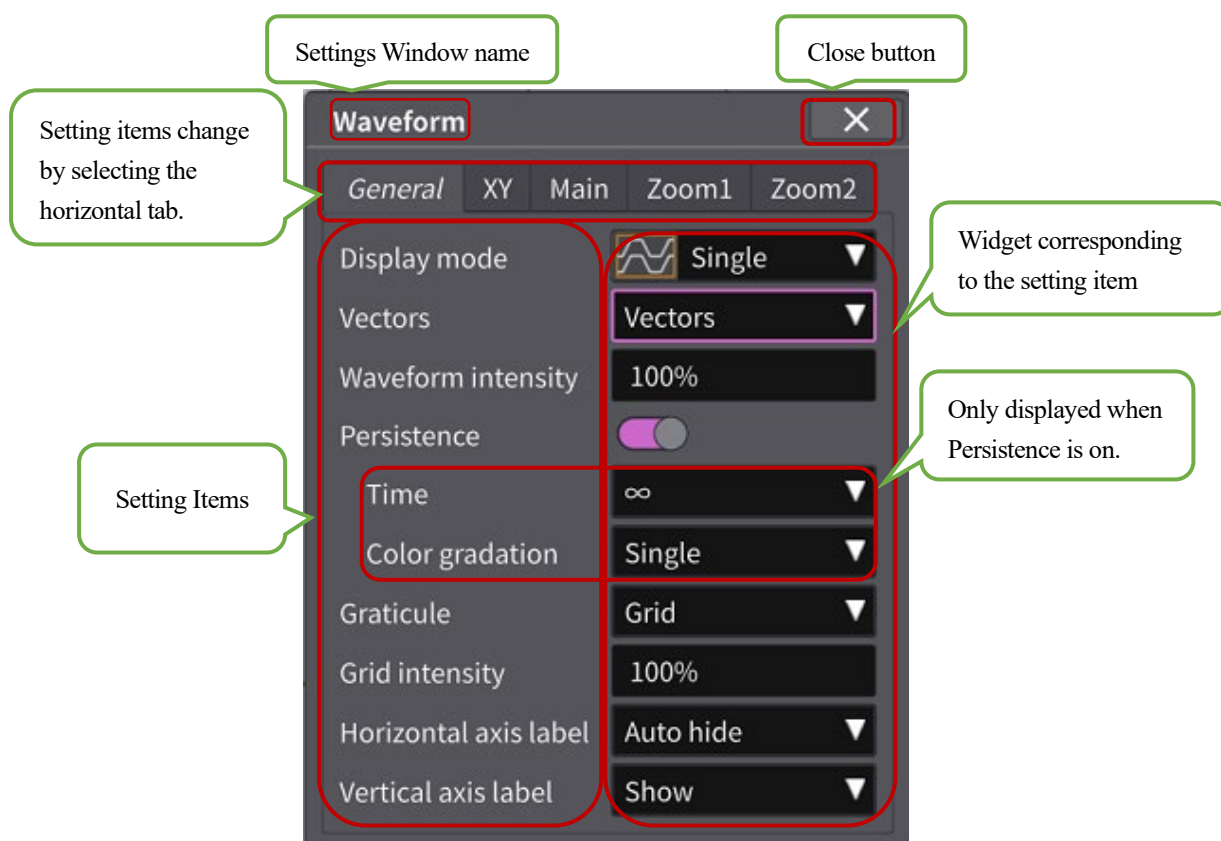 Settings Window name
Close button
Setting items change
by selecting the
horizontal tab.
Waveform
General XY Main Zoom1 Zoom2
Display mode Single
Vectors Vectors
Waveform intensity 100%
Persistence
Time ∞
Color gradation Single
Graticule Grid
Grid intensity 100%
Horizontal axis label Auto hide
Vertical axis label Show
Widget corresponding
to the setting item
Only displayed when
Persistence is on.
Setting Items